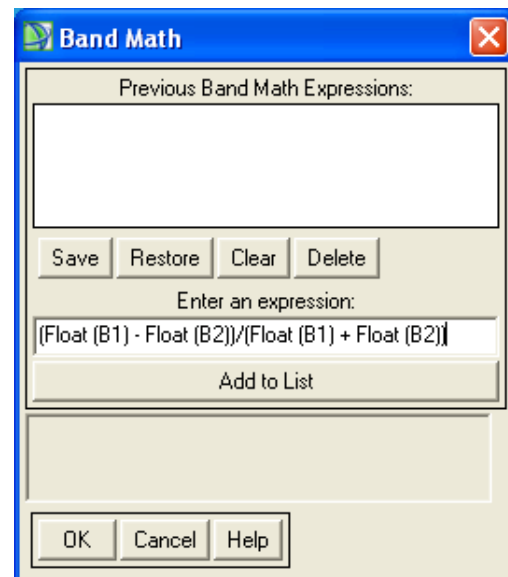 Band Math
Previous Band Math Expressions:
Save Restore Clear Delete
Enter an expression:
(Float (B1) - Float (B2))/(Float (B1) + Float (B2))
Add to List
OK Cancel Help